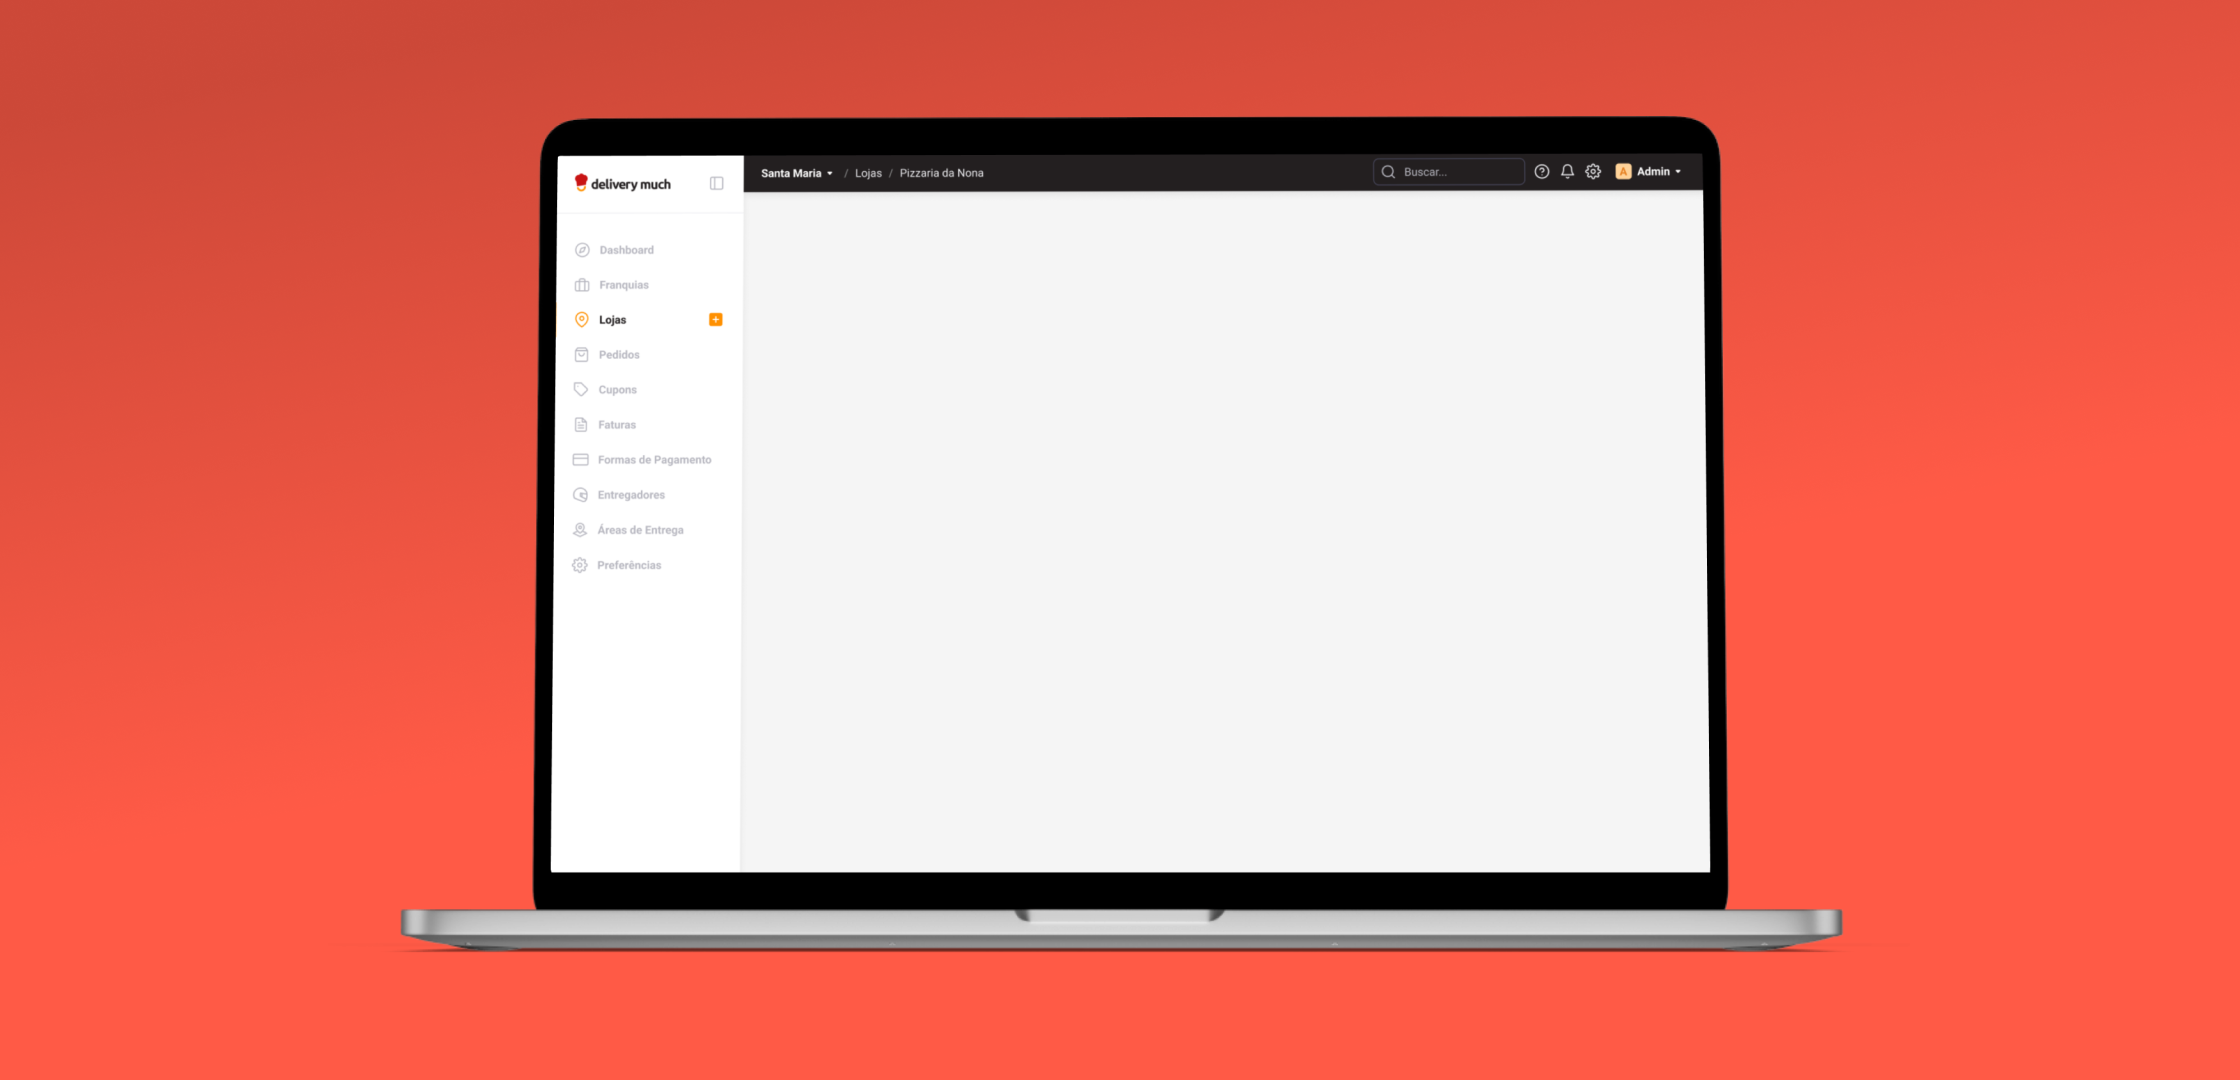 delivery much
Santa Maria / Lojas / Pizzaria da Nona
Buscar...
A Admin
Dashboard
Franquias
Lojas
Pedidos
Cupons
Faturas
Formas de Pagamento
Entregadores
Áreas de Entrega
Preferências